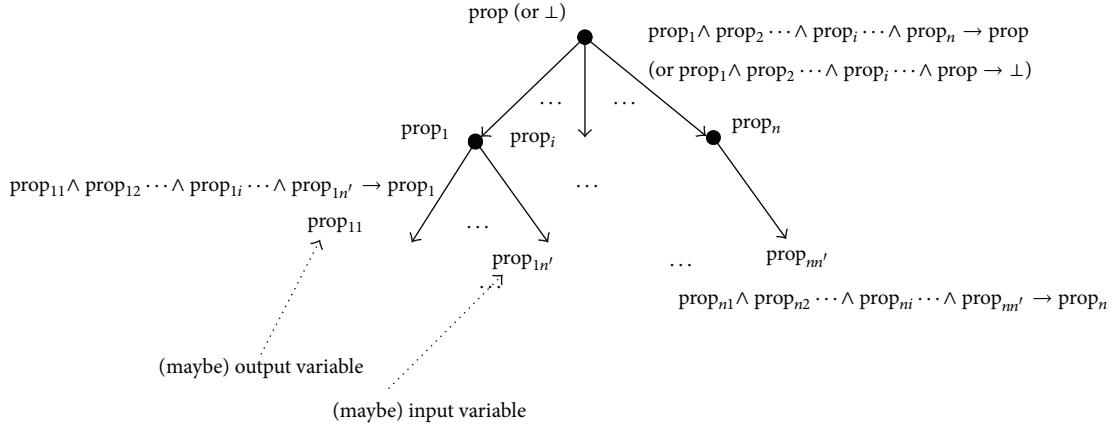 prop (or ⊥)
prop₁ ∧ prop₂ ⋯ ∧ propᵢ ⋯ ∧ propₙ → prop
(or prop₁ ∧ prop₂ ⋯ ∧ propᵢ ⋯ ∧ prop → ⊥)
⋯ ⋯
prop₁
propᵢ
propₙ
prop₁₁ ∧ prop₁₂ ⋯ ∧ prop₁ᵢ ⋯ ∧ prop₁ₙ′ → prop₁
⋯
prop₁₁
⋯
prop₁ₙ′
⋯
propₙₙ′
⋯
propₙ₁ ∧ propₙ₂ ⋯ ∧ propₙᵢ ⋯ ∧ propₙₙ′ → propₙ
(maybe) output variable
(maybe) input variable